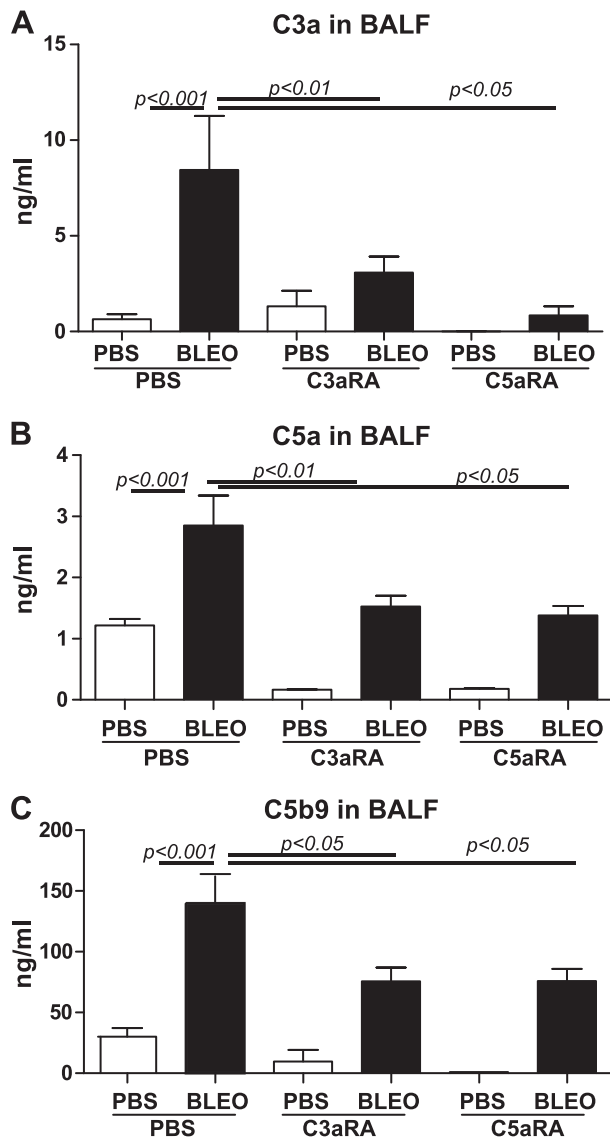 A
C3a in BALF
15
10
5
0
ng/ml
p<0.001
p<0.01
p<0.05
PBS BLEO PBS BLEO PBS BLEO
PBS C3aRA C5aRA
B
C5a in BALF
4
3
2
1
0
ng/ml
p<0.001
p<0.01
p<0.05
PBS BLEO PBS BLEO PBS BLEO
PBS C3aRA C5aRA
C
C5b9 in BALF
200
150
100
50
0
ng/ml
p<0.001
p<0.05
p<0.05
PBS BLEO PBS BLEO PBS BLEO
PBS C3aRA C5aRA